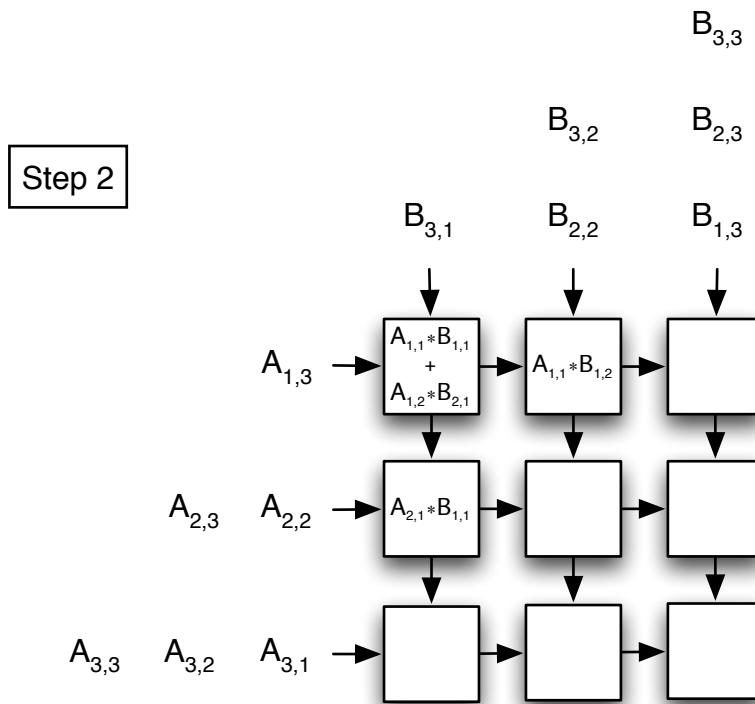 B3,3
B3,2 B2,3
Step 2
B3,1 B2,2 B1,3
A1,3 A1,1*B1,1 + A1,2*B2,1 A1,1*B1,2
A2,3 A2,2 A2,1*B1,1
A3,3 A3,2 A3,1